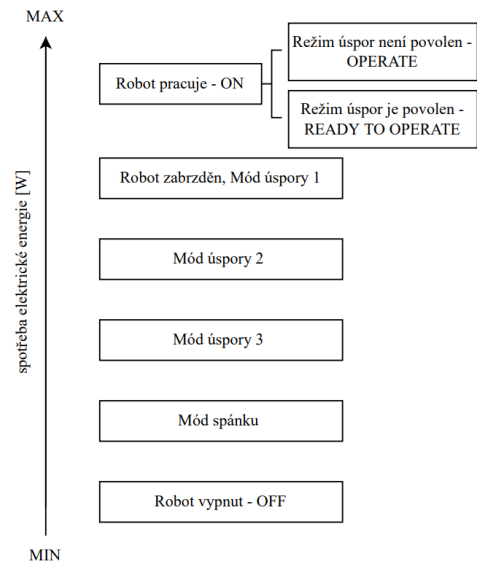 MAX
Režim úspor není povolen -
OPERATE
Robot pracuje - ON
Režim úspor je povolen -
READY TO OPERATE
Robot zabrzděn, Mód úspory 1
spotřeba elektrické energie [W]
Mód úspory 2
Mód úspory 3
Mód spánku
Robot vypnut - OFF
MIN